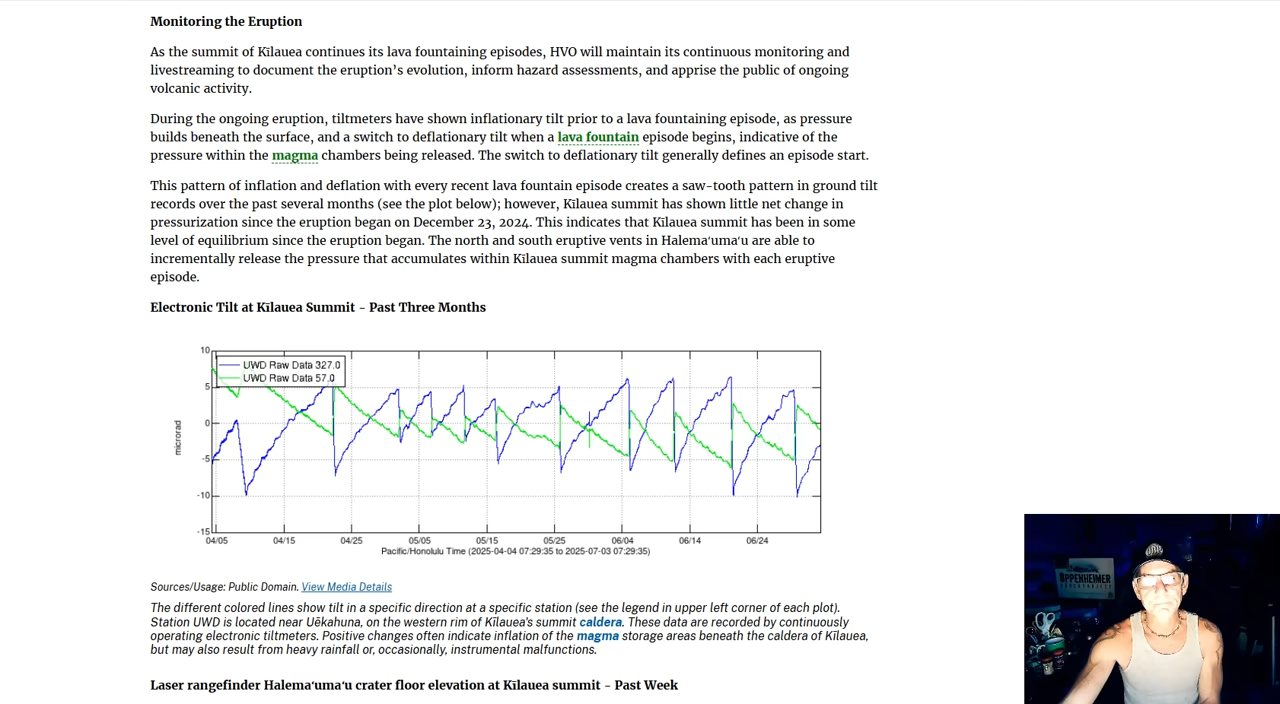 Monitoring the Eruption
As the summit of Kīlauea continues its lava fountaining episodes, HVO will maintain its continuous monitoring and
livestreaming to document the eruption’s evolution, inform hazard assessments, and apprise the public of ongoing
volcanic activity.
During the ongoing eruption, tiltmeters have shown inflationary tilt prior to a lava fountaining episode, as pressure
builds beneath the surface, and a switch to deflationary tilt when a lava fountain episode begins, indicative of the
pressure within the magma chambers being released. The switch to deflationary tilt generally defines an episode start.
This pattern of inflation and deflation with every recent lava fountain episode creates a saw-tooth pattern in ground tilt
records over the past several months (see the plot below); however, Kīlauea summit has shown little net change in
pressurization since the eruption began on December 23, 2024. This indicates that Kīlauea summit has been in some
level of equilibrium since the eruption began. The north and south eruptive vents in Halemaʻumaʻu are able to
incrementally release the pressure that accumulates within Kīlauea summit magma chambers with each eruptive
episode.
Electronic Tilt at Kīlauea Summit - Past Three Months
UWD Raw Data 327.0
UWD Raw Data 57.0
10
5
0
-5
-10
-15
microrad
04/05 04/15 04/25 05/05 05/15 05/25 06/04 06/14 06/24
Pacific/Honolulu Time (2025-04-04 07:29:35 to 2025-07-03 07:29:35)
Sources/Usage: Public Domain. View Media Details
The different colored lines show tilt in a specific direction at a specific station (see the legend in upper left corner of each plot).
Station UWD is located near Uēkahuna, on the western rim of Kīlauea's summit caldera. These data are recorded by continuously
operating electronic tiltmeters. Positive changes often indicate inflation of the magma storage areas beneath the caldera of Kīlauea,
but may also result from heavy rainfall or, occasionally, instrumental malfunctions.
Laser rangefinder Halemaʻumaʻu crater floor elevation at Kīlauea summit - Past Week
OPPENHEIMER